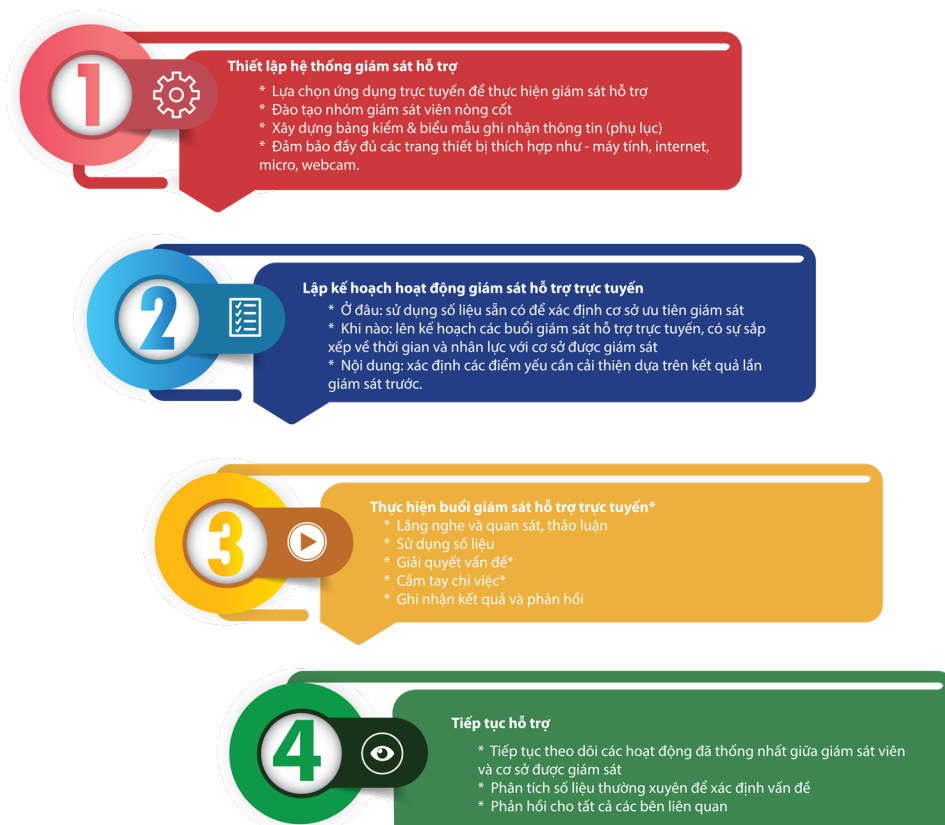 1
Thiết lập hệ thống giám sát hỗ trợ
* Lựa chọn ứng dụng trực tuyến để thực hiện giám sát hỗ trợ
* Đào tạo nhóm giám sát viên nòng cốt
* Xây dựng bảng kiểm & biểu mẫu ghi nhận thông tin (phụ lục)
* Đảm bảo đầy đủ các trang thiết bị thích hợp như - máy tính, internet,
micro, webcam.
2
Lập kế hoạch hoạt động giám sát hỗ trợ trực tuyến
* Ở đâu: sử dụng số liệu sẵn có để xác định cơ sở ưu tiên giám sát
* Khi nào: lên kế hoạch các buổi giám sát hỗ trợ trực tuyến, có sự sắp
xếp về thời gian và nhân lực với cơ sở được giám sát
* Nội dung: xác định các điểm yếu cần cải thiện dựa trên kết quả lần
giám sát trước.
3
Thực hiện buổi giám sát hỗ trợ trực tuyến*
* Lắng nghe và quan sát, thảo luận
* Sử dụng số liệu
* Giải quyết vấn đề*
* Cầm tay chỉ việc*
* Ghi nhận kết quả và phản hồi
4
Tiếp tục hỗ trợ
* Tiếp tục theo dõi các hoạt động đã thống nhất giữa giám sát viên
và cơ sở được giám sát
* Phân tích số liệu thường xuyên để xác định vấn đề
* Phản hồi cho tất cả các bên liên quan